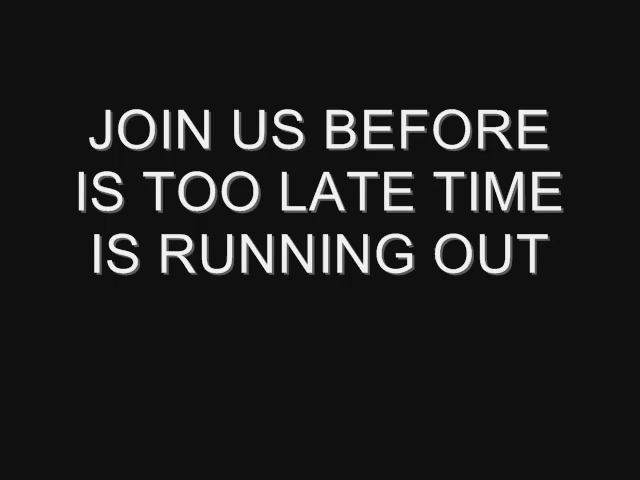 JOIN US BEFORE
IS TOO LATE TIME
IS RUNNING OUT